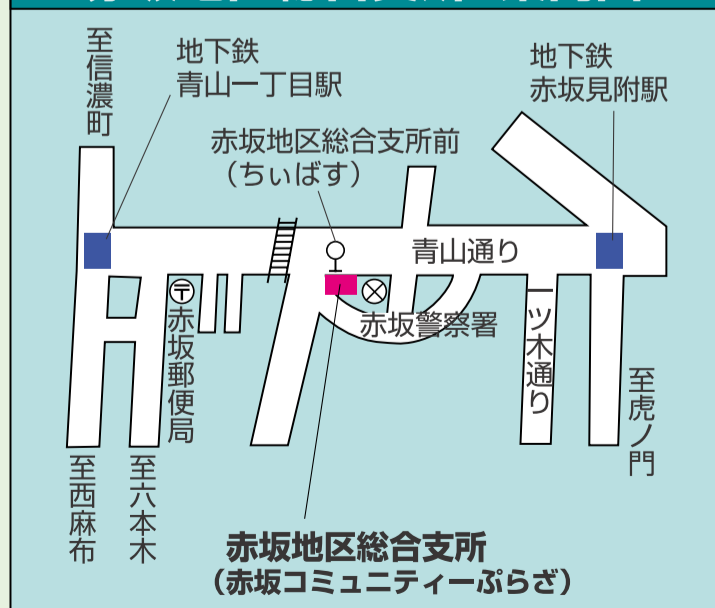 至信濃町
地下鉄
青山一丁目駅
地下鉄
赤坂見附駅
赤坂地区総合支所前
（ちぃばす）
青山通り
〒
赤坂郵便局
赤坂警察署
一ツ木通り
至虎ノ門
至西麻布
至六本木
赤坂地区総合支所
（赤坂コミュニティーぷらざ）